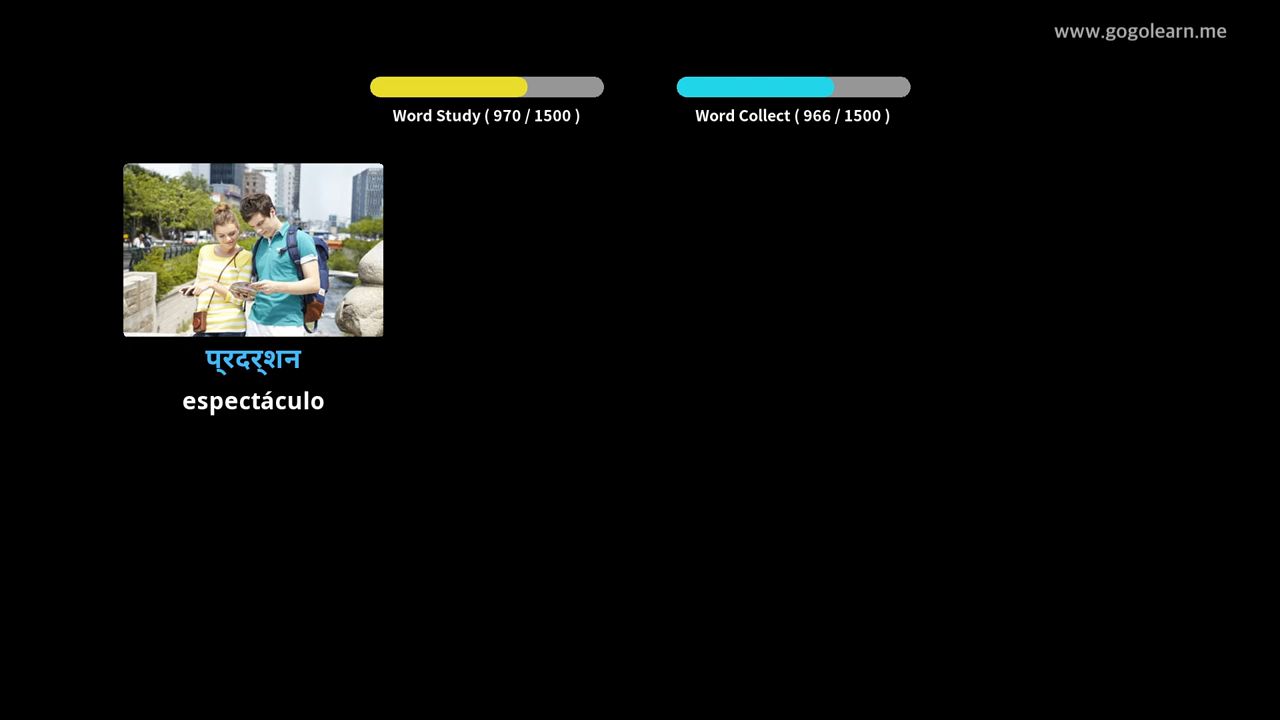 www.gogolearn.me
Word Study ( 970 / 1500 )
Word Collect ( 966 / 1500 )
प्रदर्शन
espectáculo